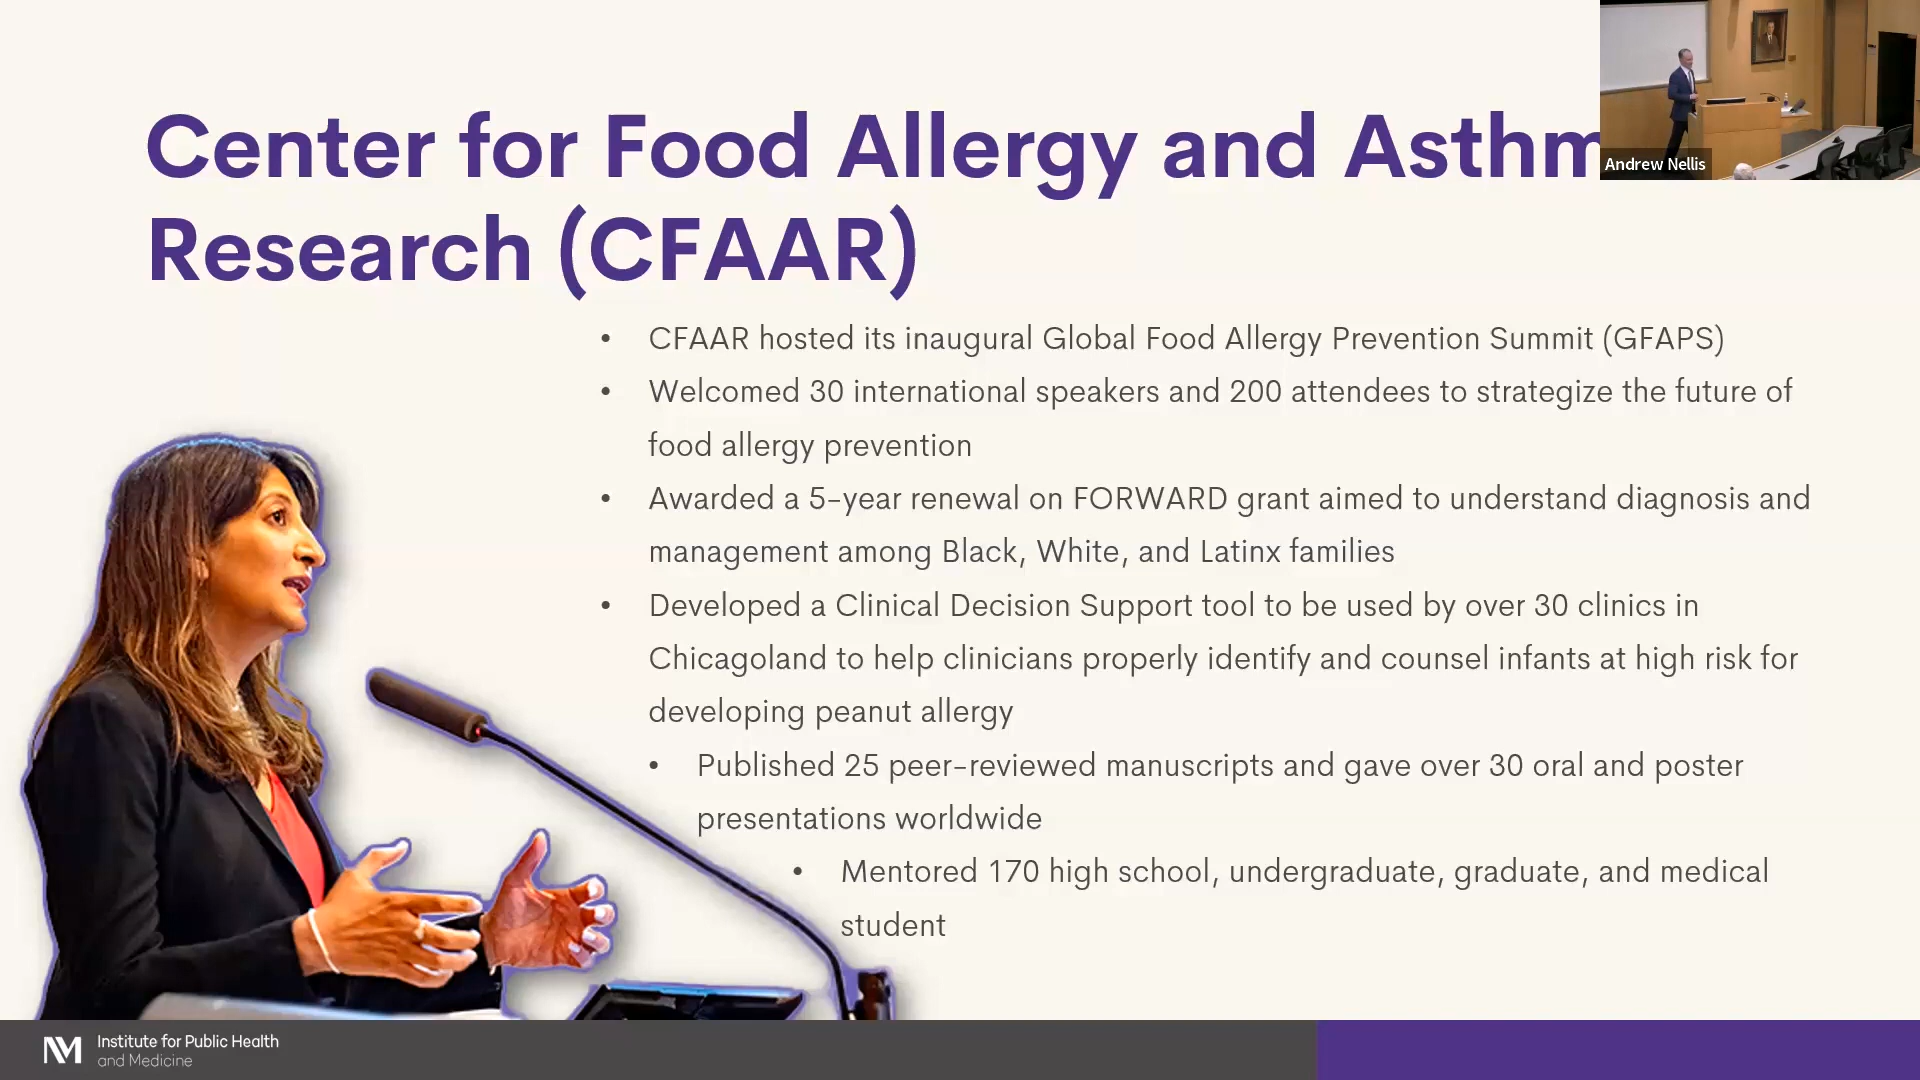 Center for Food Allergy and Asthm
Research (CFAAR)
Andrew Nellis
• CFAAR hosted its inaugural Global Food Allergy Prevention Summit (GFAPS)
• Welcomed 30 international speakers and 200 attendees to strategize the future of
food allergy prevention
• Awarded a 5-year renewal on FORWARD grant aimed to understand diagnosis and
management among Black, White, and Latinx families
• Developed a Clinical Decision Support tool to be used by over 30 clinics in
Chicagoland to help clinicians properly identify and counsel infants at high risk for
developing peanut allergy
• Published 25 peer-reviewed manuscripts and gave over 30 oral and poster
presentations worldwide
• Mentored 170 high school, undergraduate, graduate, and medical
student
NM Institute for Public Health
and Medicine